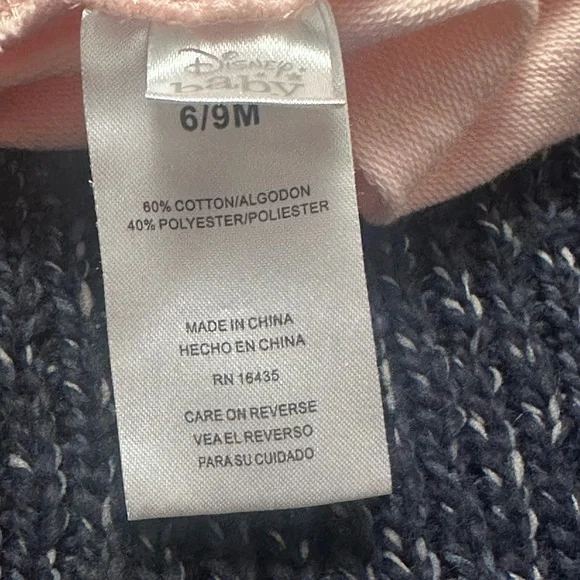 Disney
baby
6/9M
60% COTTON/ALGODON
40% POLYESTER/POLIESTER
MADE IN CHINA
HECHO EN CHINA
RN 16435
CARE ON REVERSE
VEA EL REVERSO
PARA SU CUIDADO